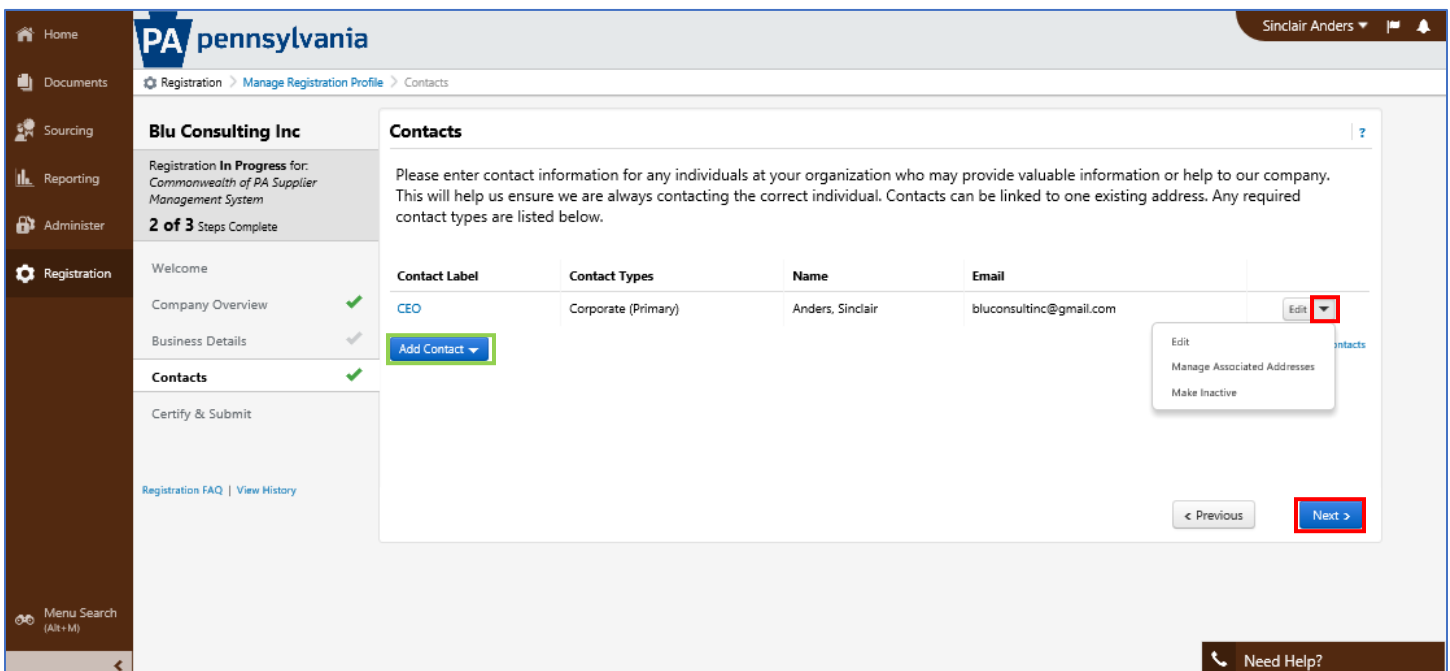 Home
Documents
Sourcing
Reporting
Administer
Registration
Menu Search
(Alt+M)
PA pennsylvania
Sinclair Anders
Registration > Manage Registration Profile > Contacts
Blu Consulting Inc
Registration In Progress for:
Commonwealth of PA Supplier
Management System
2 of 3 Steps Complete
Welcome
Company Overview
Business Details
Contacts
Certify & Submit
Registration FAQ | View History
Contacts
?
Please enter contact information for any individuals at your organization who may provide valuable information or help to our company.
This will help us ensure we are always contacting the correct individual. Contacts can be linked to one existing address. Any required
contact types are listed below.
Contact Label Contact Types Name Email
CEO Corporate (Primary) Anders, Sinclair bluconsultinc@gmail.com Edit
Add Contact
Edit
Manage Associated Addresses
Make Inactive
< Previous Next >
Need Help?